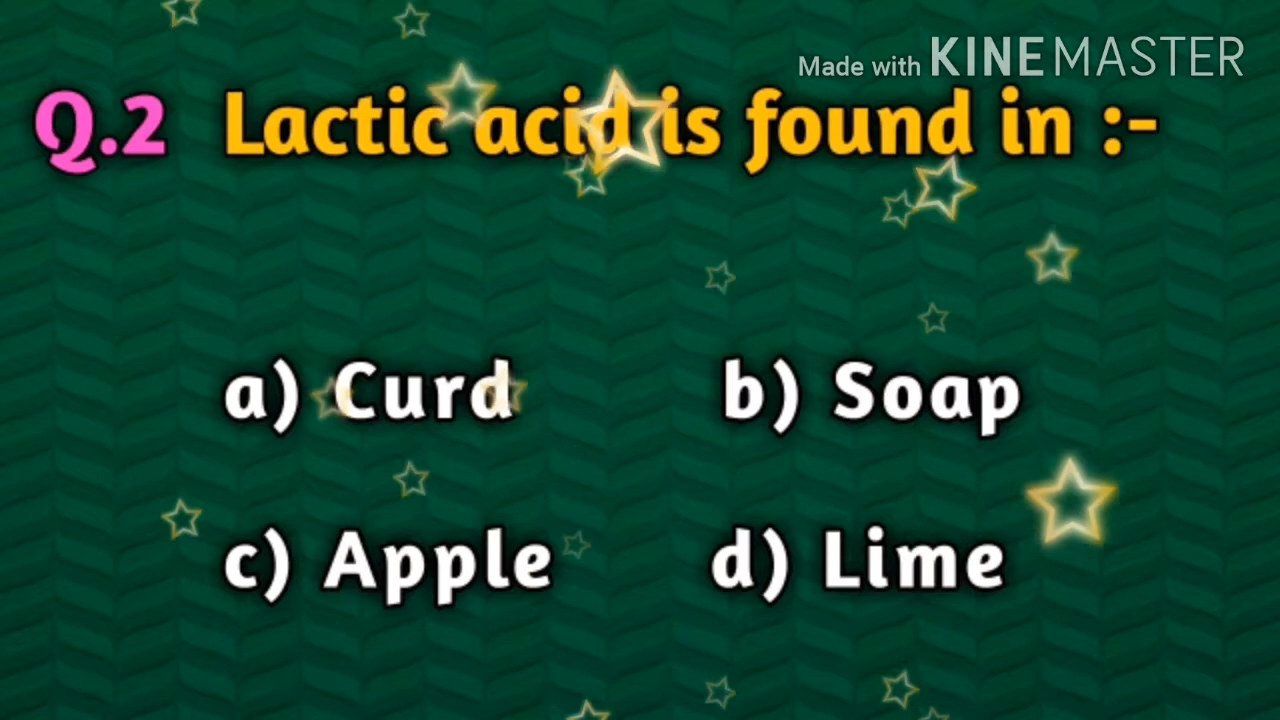 Made with KINEMASTER
Q.2 Lactic acid is found in :-
a) Curd b) Soap
c) Apple d) Lime